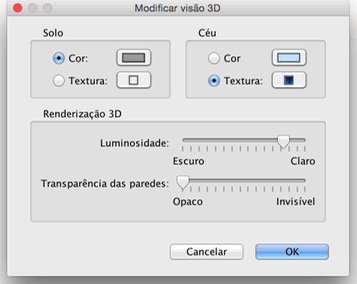 Modificar visão 3D
Solo
Céu
Cor:
Cor
Textura:
Textura:
Renderização 3D
Luminosidade:
Escuro Claro
Transparência das paredes:
Opaco Invisível
Cancelar OK